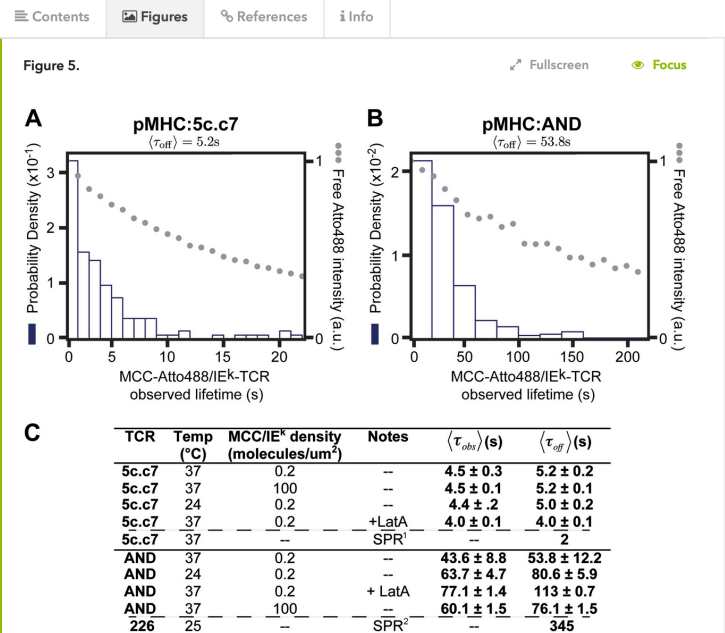 Contents Figures References i Info
Figure 5.
Fullscreen Focus
A
pMHC:5c.c7
⟨τoff⟩ = 5.2s
Probability Density (x10⁻¹)
3
2
1
0
0 5 10 15 20
1
0
Free Atto488 intensity (a.u.)
MCC-Atto488/IEᵏ-TCR
observed lifetime (s)
B
pMHC:AND
⟨τoff⟩ = 53.8s
Probability Density (x10⁻²)
2
1
0
0 50 100 150 200
1
0
Free Atto488 intensity (a.u.)
MCC-Atto488/IEᵏ-TCR
observed lifetime (s)
C
TCR Temp (°C) MCC/IEᵏ density (molecules/um²) Notes ⟨τobs⟩(s) ⟨τoff⟩(s)
5c.c7 37 0.2 -- 4.5 ± 0.3 5.2 ± 0.2
5c.c7 37 100 -- 4.5 ± 0.1 5.2 ± 0.1
5c.c7 24 0.2 -- 4.4 ± .2 5.0 ± 0.2
5c.c7 37 0.2 +LatA 4.0 ± 0.1 4.0 ± 0.1
5c.c7 37 -- SPR¹ -- 2
AND 37 0.2 -- 43.6 ± 8.8 53.8 ± 12.2
AND 24 0.2 -- 63.7 ± 4.7 80.6 ± 5.9
AND 37 0.2 + LatA 77.1 ± 1.4 113 ± 0.7
AND 37 100 -- 60.1 ± 1.5 76.1 ± 1.5
226 25 -- SPR² -- 345